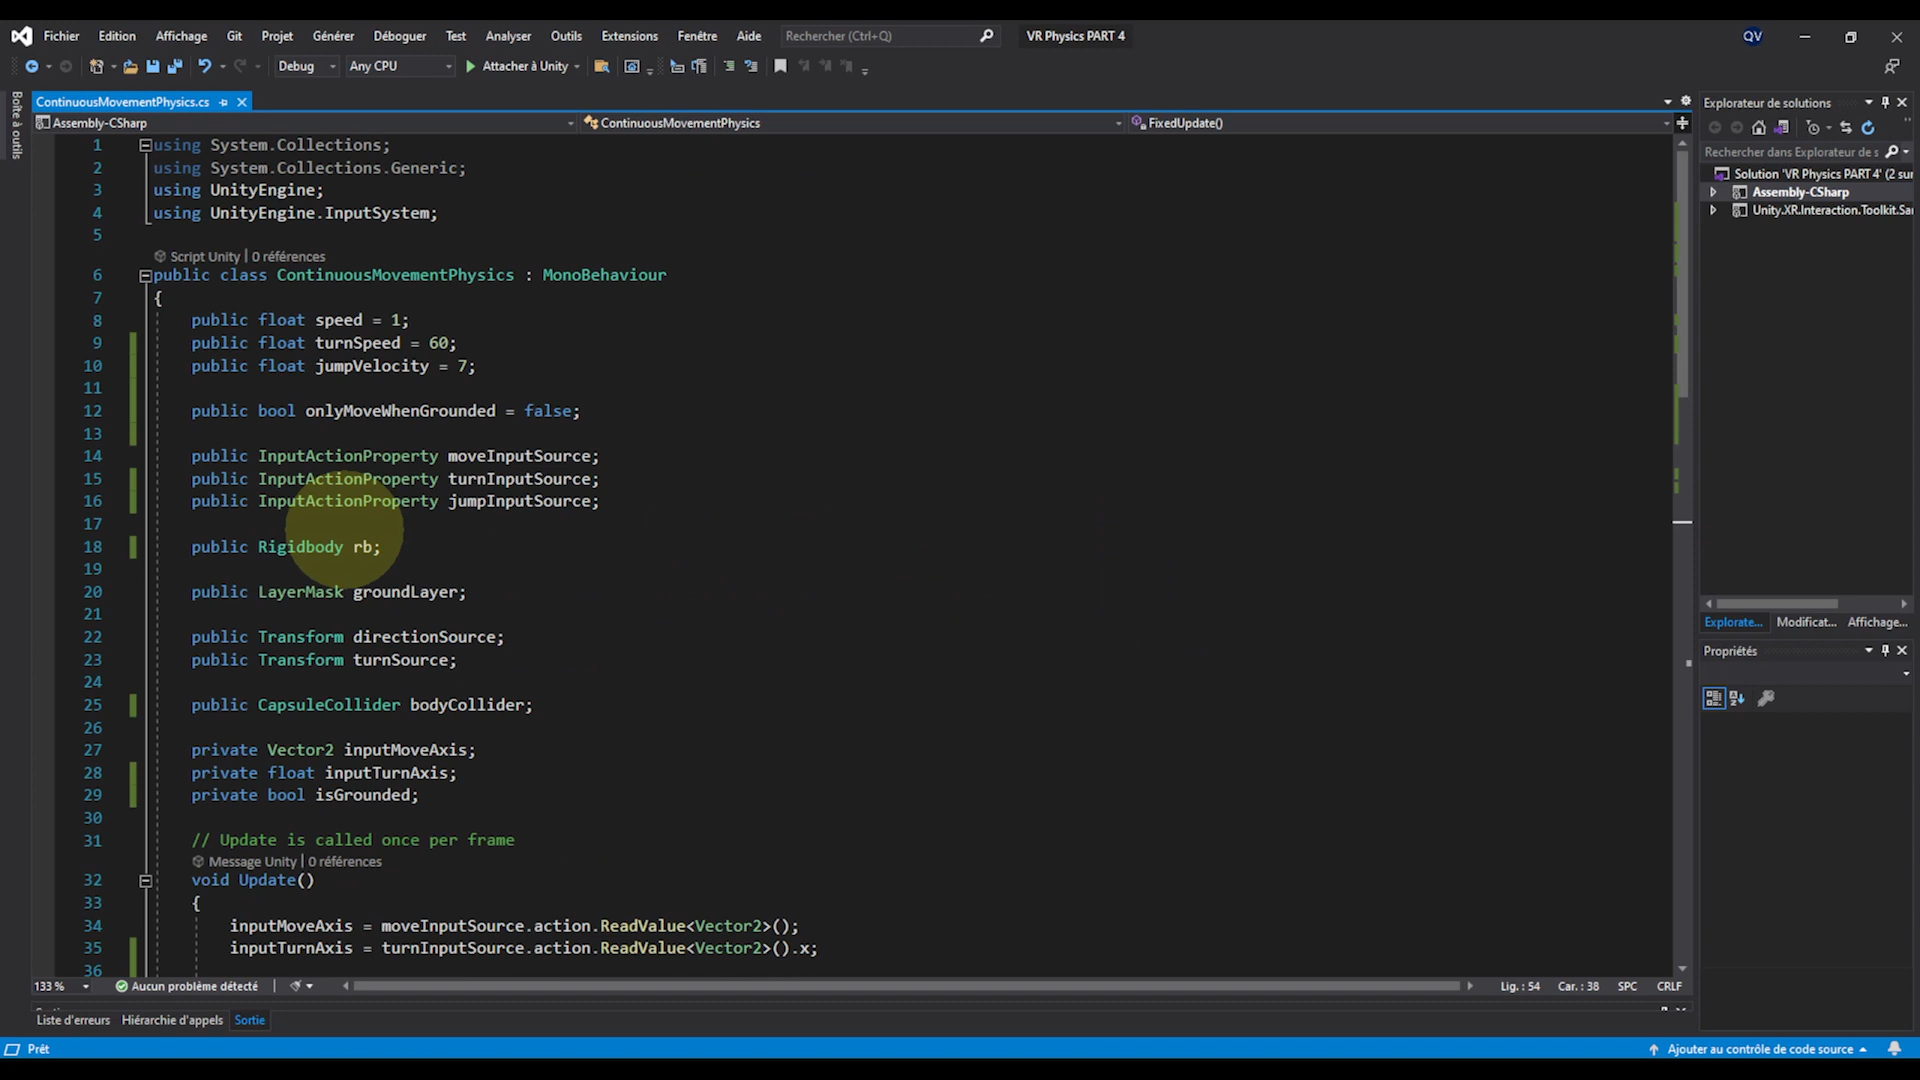 Fichier Edition Affichage Git Projet Générer Déboguer Test Analyser Outils Extensions Fenêtre Aide Rechercher (Ctrl+Q) VR Physics PART 4 QV
Debug Any CPU Attacher à Unity
Boîte à outils
ContinuousMovementPhysics.cs
Assembly-CSharp ContinuousMovementPhysics FixedUpdate()
1 using System.Collections;
2 using System.Collections.Generic;
3 using UnityEngine;
4 using UnityEngine.InputSystem;
5
Script Unity | 0 références
6 public class ContinuousMovementPhysics : MonoBehaviour
7 {
8 public float speed = 1;
9 public float turnSpeed = 60;
10 public float jumpVelocity = 7;
11
12 public bool onlyMoveWhenGrounded = false;
13
14 public InputActionProperty moveInputSource;
15 public InputActionProperty turnInputSource;
16 public InputActionProperty jumpInputSource;
17
18 public Rigidbody rb;
19
20 public LayerMask groundLayer;
21
22 public Transform directionSource;
23 public Transform turnSource;
24
25 public CapsuleCollider bodyCollider;
26
27 private Vector2 inputMoveAxis;
28 private float inputTurnAxis;
29 private bool isGrounded;
30
31 // Update is called once per frame
Message Unity | 0 références
32 void Update()
33 {
34 inputMoveAxis = moveInputSource.action.ReadValue<Vector2>();
35 inputTurnAxis = turnInputSource.action.ReadValue<Vector2>().x;
36
133 % Aucun problème détecté Lig. : 54 Car. : 38 SPC CRLF
Liste d'erreurs Hiérarchie d'appels Sortie
Prêt Ajouter au contrôle de code source
Explorateur de solutions
Rechercher dans Explorateur de s
Solution 'VR Physics PART 4' (2 sur
Assembly-CSharp
Unity.XR.Interaction.Toolkit.Sa
Explorate... Modificat... Affichage...
Propriétés